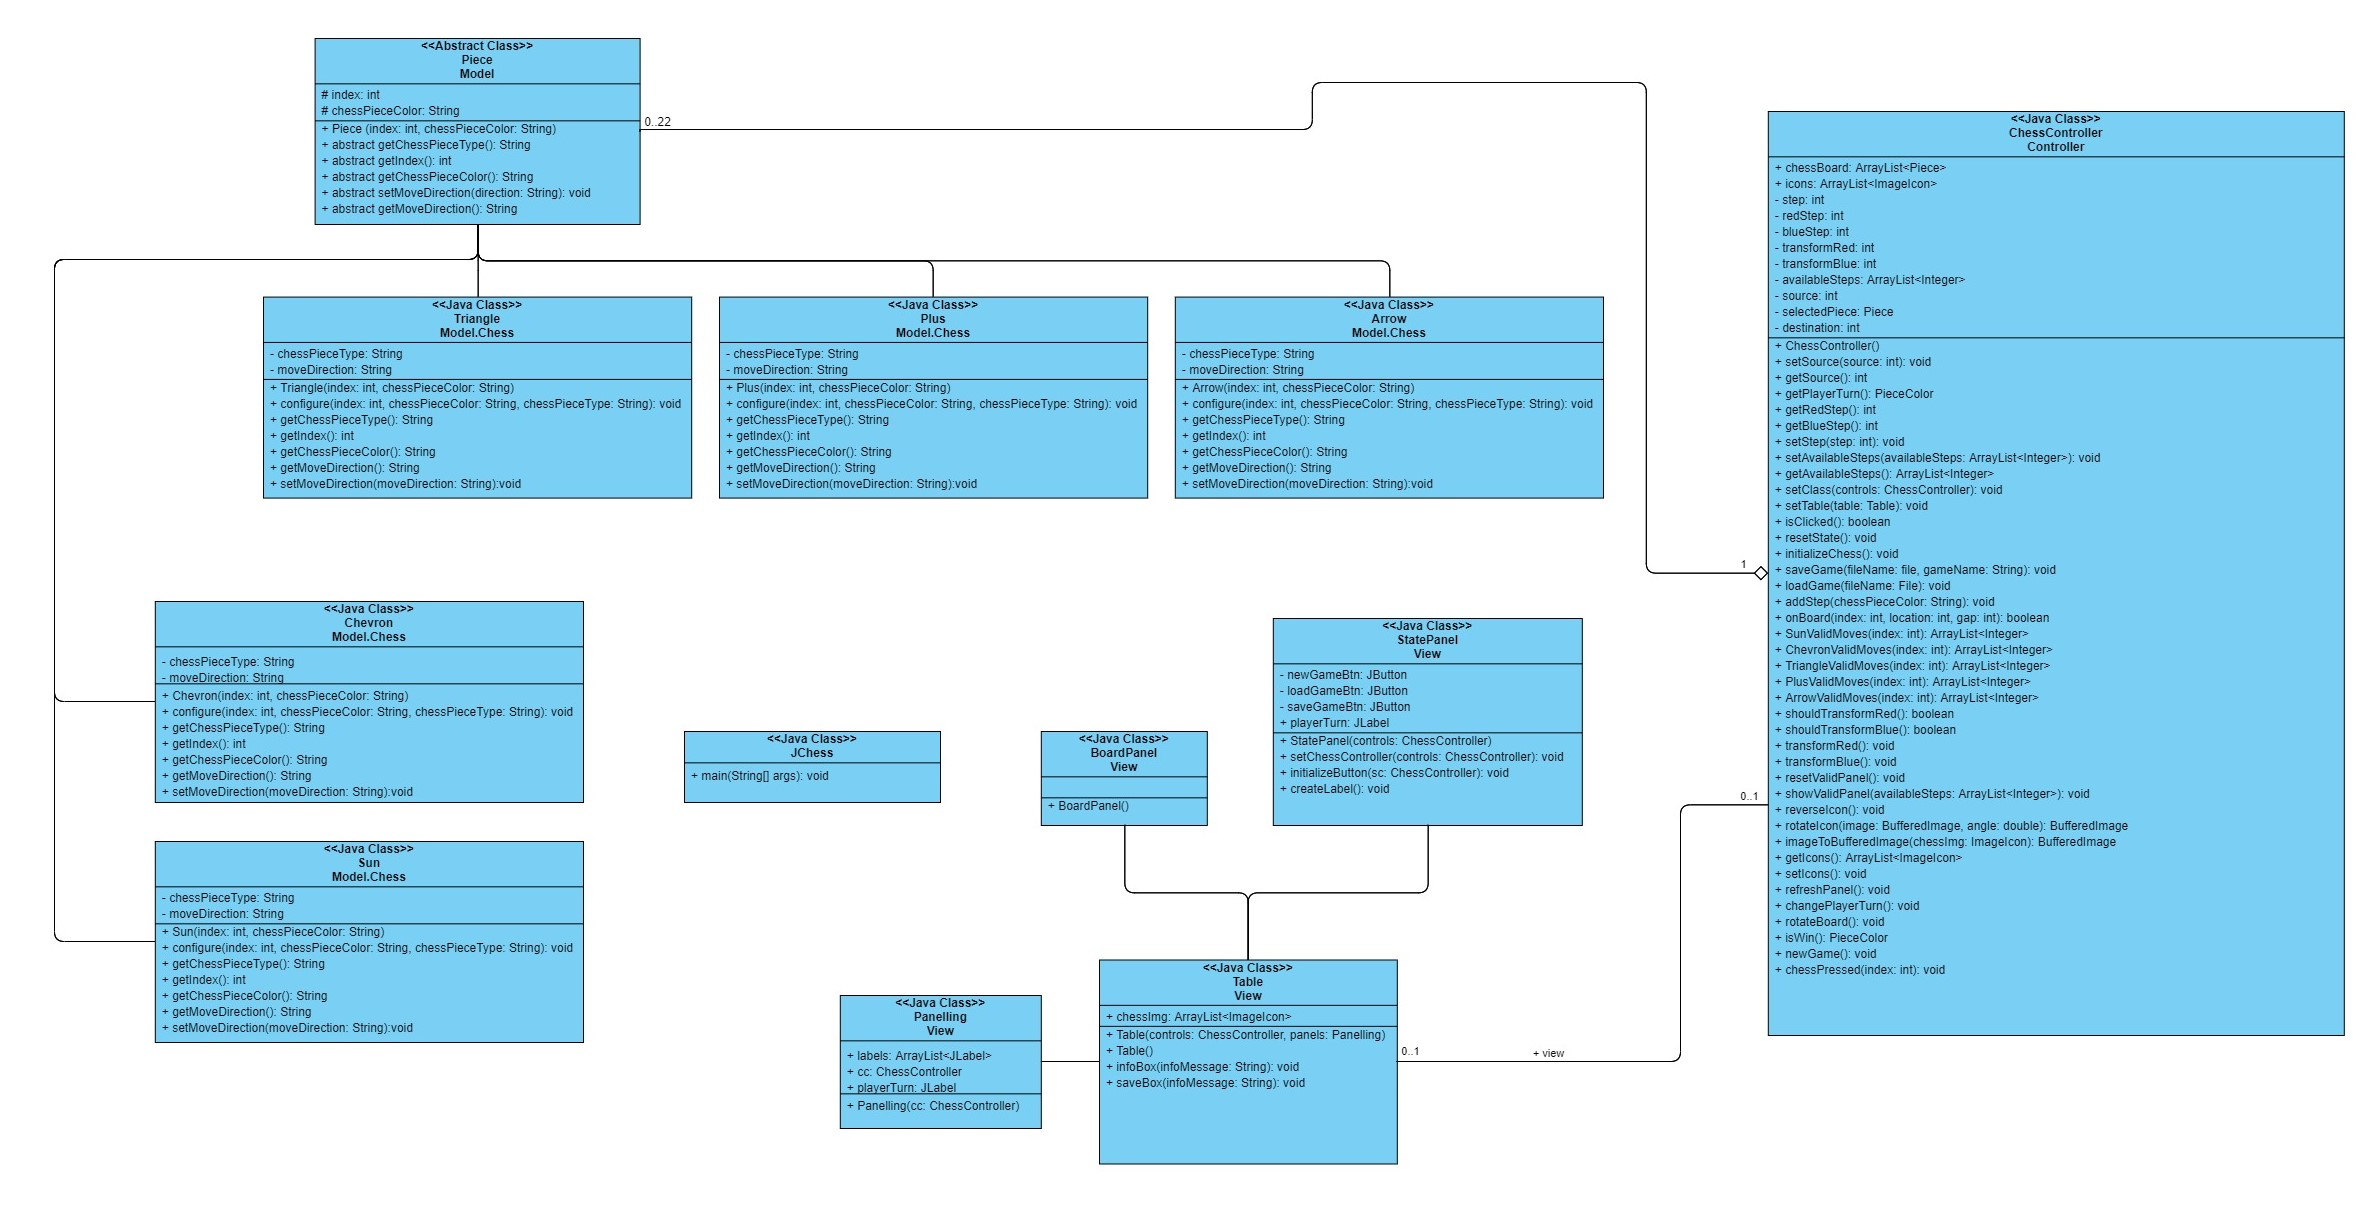 <<Abstract Class>>
Piece
Model
# index: int
# chessPieceColor: String
+ Piece (index: int, chessPieceColor: String)
+ abstract getChessPieceType(): String
+ abstract getIndex(): int
+ abstract getChessPieceColor(): String
+ abstract setMoveDirection(direction: String): void
+ abstract getMoveDirection(): String
0..22
<<Java Class>>
ChessController
Controller
+ chessBoard: ArrayList<Piece>
+ icons: ArrayList<ImageIcon>
- step: int
- redStep: int
- blueStep: int
- transformRed: int
- transformBlue: int
- availableSteps: ArrayList<Integer>
- source: int
- selectedPiece: Piece
- destination: int
+ ChessController()
+ setSource(source: int): void
+ getSource(): int
+ getPlayerTurn(): PieceColor
+ getRedStep(): int
+ getBlueStep(): int
+ setStep(step: int): void
+ setAvailableSteps(availableSteps: ArrayList<Integer>): void
+ getAvailableSteps(): ArrayList<Integer>
+ setClass(controls: ChessController): void
+ setTable(table: Table): void
+ isClicked(): boolean
+ resetState(): void
+ initializeChess(): void
+ saveGame(fileName: file, gameName: String): void
+ loadGame(fileName: File): void
+ addStep(chessPieceColor: String): void
+ onBoard(index: int, location: int, gap: int): boolean
+ SunValidMoves(index: int): ArrayList<Integer>
+ ChevronValidMoves(index: int): ArrayList<Integer>
+ TriangleValidMoves(index: int): ArrayList<Integer>
+ PlusValidMoves(index: int): ArrayList<Integer>
+ ArrowValidMoves(index: int): ArrayList<Integer>
+ shouldTransformRed(): boolean
+ shouldTransformBlue(): boolean
+ transformRed(): void
+ transformBlue(): void
+ resetValidPanel(): void
+ showValidPanel(availableSteps: ArrayList<Integer>): void
+ reverseIcon(): void
+ rotateIcon(image: BufferedImage, angle: double): BufferedImage
+ imageToBufferedImage(chessImg: ImageIcon): BufferedImage
+ getIcons(): ArrayList<ImageIcon>
+ setIcons(): void
+ refreshPanel(): void
+ changePlayerTurn(): void
+ rotateBoard(): void
+ isWin(): PieceColor
+ newGame(): void
+ chessPressed(index: int): void
1
0..1
<<Java Class>>
Triangle
Model.Chess
- chessPieceType: String
- moveDirection: String
+ Triangle(index: int, chessPieceColor: String)
+ configure(index: int, chessPieceColor: String, chessPieceType: String): void
+ getChessPieceType(): String
+ getIndex(): int
+ getChessPieceColor(): String
+ getMoveDirection(): String
+ setMoveDirection(moveDirection: String):void
<<Java Class>>
Plus
Model.Chess
- chessPieceType: String
- moveDirection: String
+ Plus(index: int, chessPieceColor: String)
+ configure(index: int, chessPieceColor: String, chessPieceType: String): void
+ getChessPieceType(): String
+ getIndex(): int
+ getChessPieceColor(): String
+ getMoveDirection(): String
+ setMoveDirection(moveDirection: String):void
<<Java Class>>
Arrow
Model.Chess
- chessPieceType: String
- moveDirection: String
+ Arrow(index: int, chessPieceColor: String)
+ configure(index: int, chessPieceColor: String, chessPieceType: String): void
+ getChessPieceType(): String
+ getIndex(): int
+ getChessPieceColor(): String
+ getMoveDirection(): String
+ setMoveDirection(moveDirection: String):void
<<Java Class>>
Chevron
Model.Chess
- chessPieceType: String
- moveDirection: String
+ Chevron(index: int, chessPieceColor: String)
+ configure(index: int, chessPieceColor: String, chessPieceType: String): void
+ getChessPieceType(): String
+ getIndex(): int
+ getChessPieceColor(): String
+ getMoveDirection(): String
+ setMoveDirection(moveDirection: String):void
<<Java Class>>
Sun
Model.Chess
- chessPieceType: String
- moveDirection: String
+ Sun(index: int, chessPieceColor: String)
+ configure(index: int, chessPieceColor: String, chessPieceType: String): void
+ getChessPieceType(): String
+ getIndex(): int
+ getChessPieceColor(): String
+ getMoveDirection(): String
+ setMoveDirection(moveDirection: String):void
<<Java Class>>
JChess
+ main(String[] args): void
<<Java Class>>
BoardPanel
View
+ BoardPanel()
<<Java Class>>
StatePanel
View
- newGameBtn: JButton
- loadGameBtn: JButton
- saveGameBtn: JButton
+ playerTurn: JLabel
+ StatePanel(controls: ChessController)
+ setChessController(controls: ChessController): void
+ initializeButton(sc: ChessController): void
+ createLabel(): void
<<Java Class>>
Panelling
View
+ labels: ArrayList<JLabel>
+ cc: ChessController
+ playerTurn: JLabel
+ Panelling(cc: ChessController)
<<Java Class>>
Table
View
+ chessImg: ArrayList<ImageIcon>
+ Table(controls: ChessController, panels: Panelling)
+ Table()
+ infoBox(infoMessage: String): void
+ saveBox(infoMessage: String): void
0..1
+ view